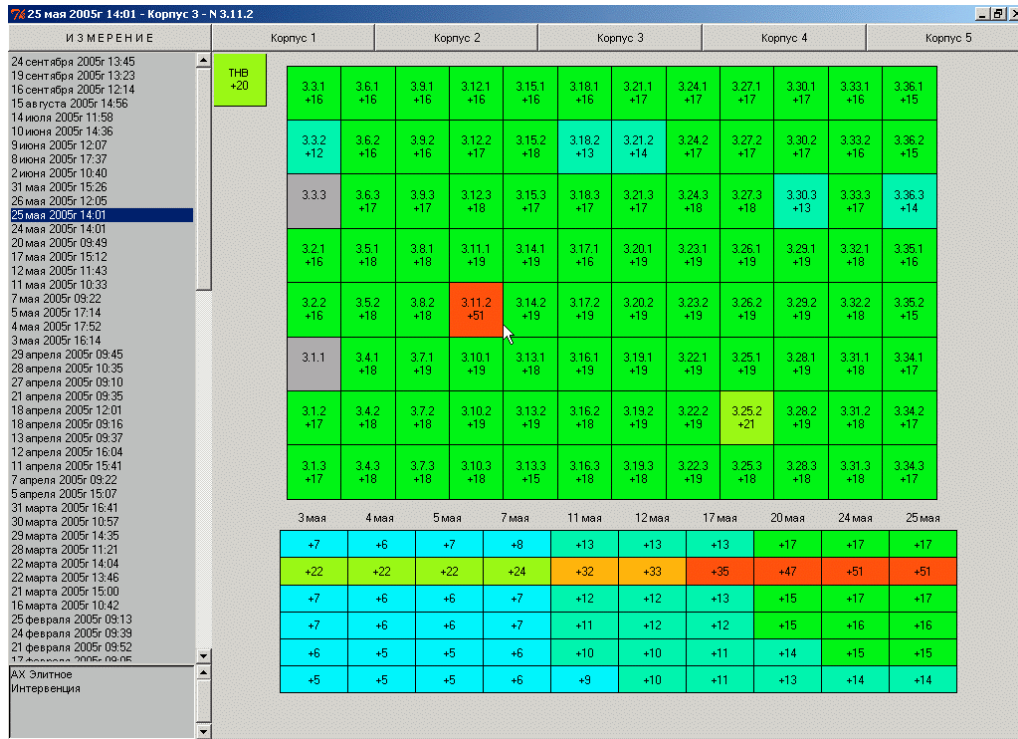 25 мая 2005г 14:01 - Корпус 3 - N 3.11.2
ИЗМЕРЕНИЕ
Корпус 1 Корпус 2 Корпус 3 Корпус 4 Корпус 5
24 сентября 2005г 13:45
19 сентября 2005г 13:23
16 сентября 2005г 12:14
15 августа 2005г 14:56
14 июля 2005г 11:58
10 июня 2005г 14:36
9 июня 2005г 12:07
8 июня 2005г 17:37
2 июня 2005г 10:40
31 мая 2005г 15:26
26 мая 2005г 12:05
25 мая 2005г 14:01
24 мая 2005г 14:01
20 мая 2005г 09:49
17 мая 2005г 15:12
12 мая 2005г 11:43
11 мая 2005г 10:33
7 мая 2005г 09:22
5 мая 2005г 17:14
4 мая 2005г 17:52
3 мая 2005г 16:14
29 апреля 2005г 09:45
28 апреля 2005г 10:35
27 апреля 2005г 09:10
21 апреля 2005г 09:35
18 апреля 2005г 12:01
18 апреля 2005г 09:16
13 апреля 2005г 09:37
12 апреля 2005г 16:04
11 апреля 2005г 15:41
7 апреля 2005г 09:22
5 апреля 2005г 15:07
31 марта 2005г 16:41
30 марта 2005г 10:57
29 марта 2005г 14:35
28 марта 2005г 11:21
22 марта 2005г 14:04
22 марта 2005г 13:46
21 марта 2005г 15:00
16 марта 2005г 10:42
25 февраля 2005г 09:13
24 февраля 2005г 09:39
21 февраля 2005г 09:52
17 февраля 2005г 09:05
АХ Элитное
Интервенция
ТНВ
+20
3.3.1 3.6.1 3.9.1 3.12.1 3.15.1 3.18.1 3.21.1 3.24.1 3.27.1 3.30.1 3.33.1 3.36.1
+16 +16 +16 +16 +16 +16 +17 +17 +17 +17 +16 +15
3.3.2 3.6.2 3.9.2 3.12.2 3.15.2 3.18.2 3.21.2 3.24.2 3.27.2 3.30.2 3.33.2 3.36.2
+12 +16 +16 +17 +18 +13 +14 +17 +17 +17 +16 +15
3.3.3 3.6.3 3.9.3 3.12.3 3.15.3 3.18.3 3.21.3 3.24.3 3.27.3 3.30.3 3.33.3 3.36.3
+17 +17 +18 +17 +17 +17 +18 +18 +13 +17 +14
3.2.1 3.5.1 3.8.1 3.11.1 3.14.1 3.17.1 3.20.1 3.23.1 3.26.1 3.29.1 3.32.1 3.35.1
+16 +18 +18 +19 +19 +16 +19 +19 +19 +19 +18 +16
3.2.2 3.5.2 3.8.2 3.11.2 3.14.2 3.17.2 3.20.2 3.23.2 3.26.2 3.29.2 3.32.2 3.35.2
+16 +18 +18 +51 +19 +19 +19 +19 +19 +19 +18 +15
3.1.1 3.4.1 3.7.1 3.10.1 3.13.1 3.16.1 3.19.1 3.22.1 3.25.1 3.28.1 3.31.1 3.34.1
+18 +19 +19 +18 +19 +19 +19 +19 +19 +18 +17
3.1.2 3.4.2 3.7.2 3.10.2 3.13.2 3.16.2 3.19.2 3.22.2 3.25.2 3.28.2 3.31.2 3.34.2
+17 +18 +18 +19 +19 +18 +19 +19 +21 +19 +18 +17
3.1.3 3.4.3 3.7.3 3.10.3 3.13.3 3.16.3 3.19.3 3.22.3 3.25.3 3.28.3 3.31.3 3.34.3
+17 +18 +18 +18 +15 +18 +18 +19 +18 +18 +18 +17
3 мая 4 мая 5 мая 7 мая 11 мая 12 мая 17 мая 20 мая 24 мая 25 мая
+7 +6 +7 +8 +13 +13 +13 +17 +17 +17
+22 +22 +22 +24 +32 +33 +35 +47 +51 +51
+7 +6 +6 +7 +12 +12 +13 +15 +17 +17
+7 +6 +6 +7 +11 +12 +12 +15 +16 +16
+6 +5 +5 +6 +10 +10 +11 +14 +15 +15
+5 +5 +5 +6 +9 +10 +11 +13 +14 +14